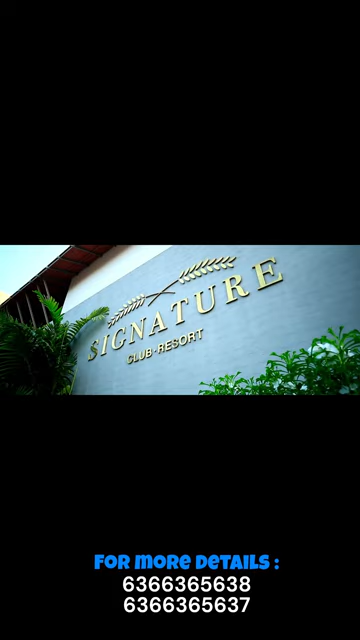 SIGNATURE
CLUB·RESORT
FOR MORE DETAILS :
6366365638
6366365637